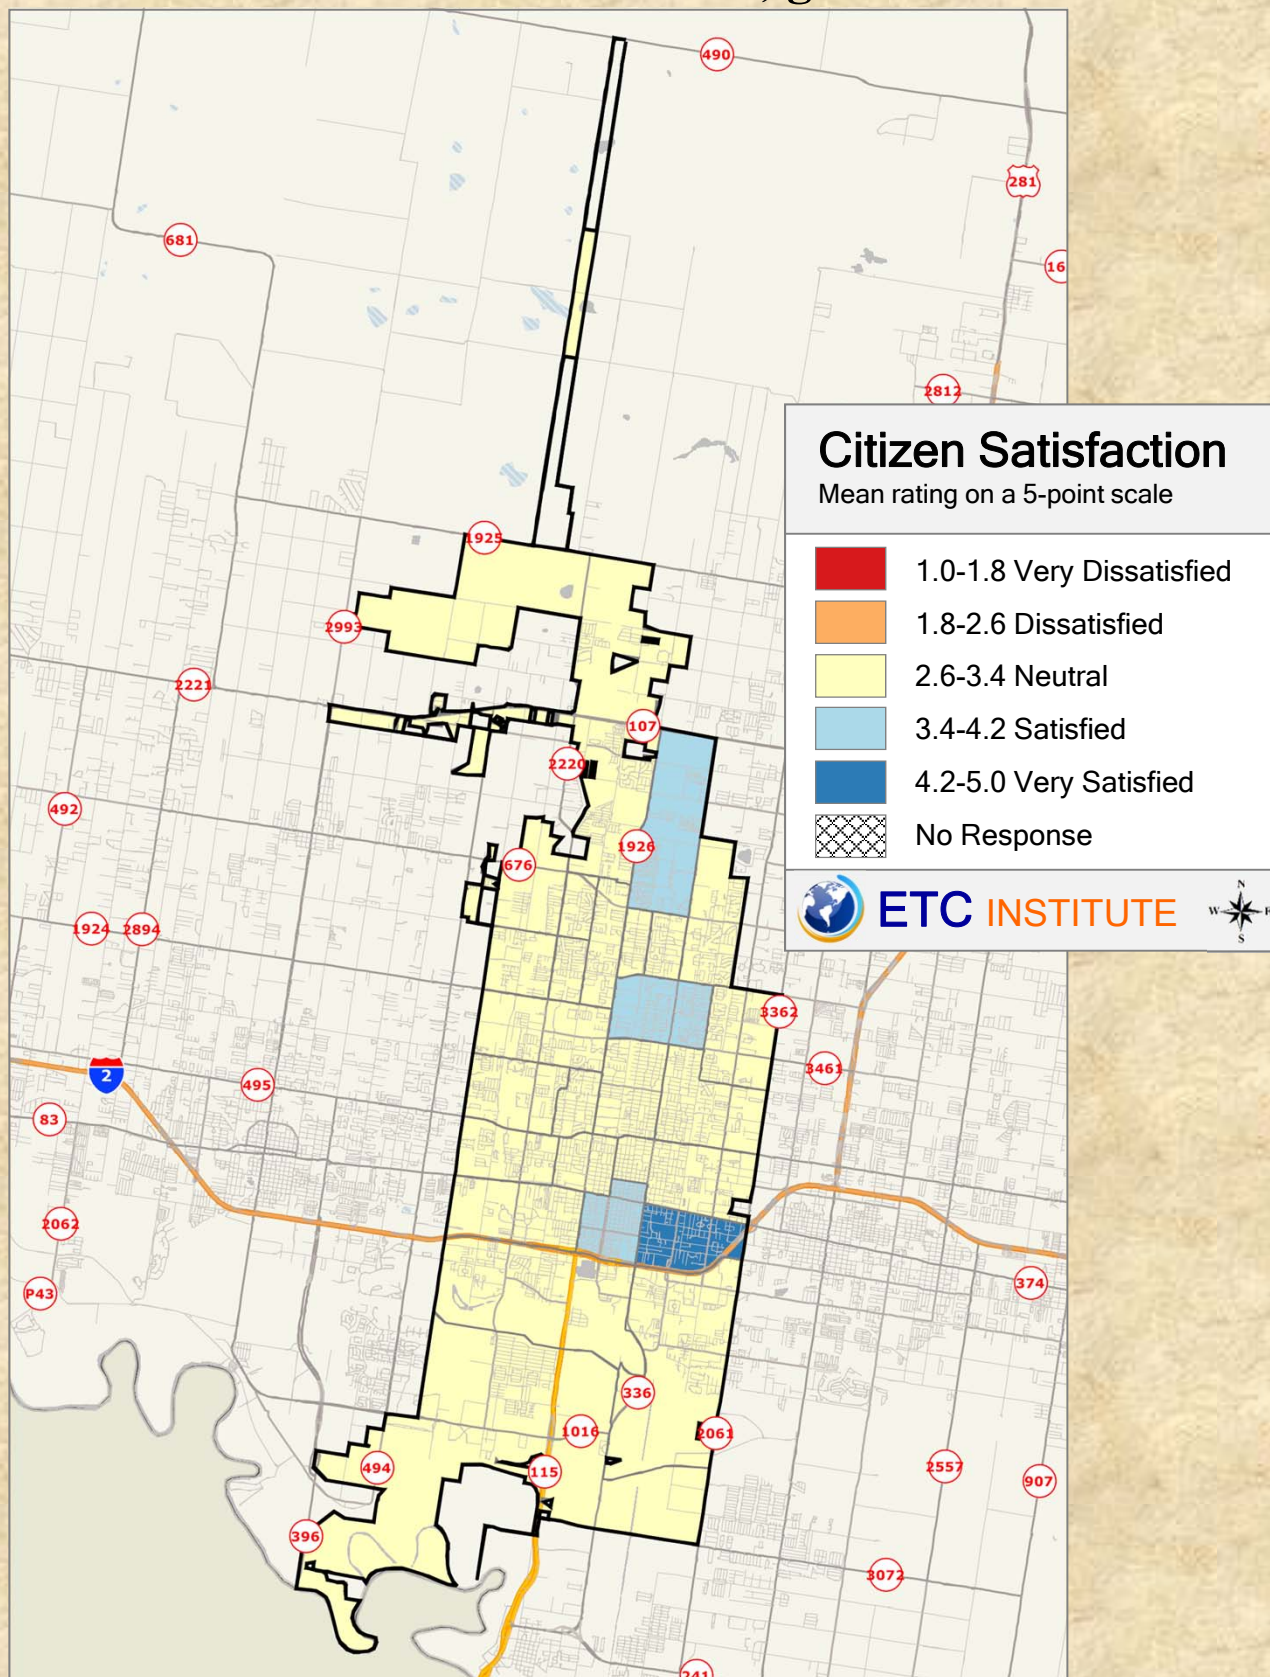 490
281
681
16
2812
Citizen Satisfaction
Mean rating on a 5-point scale
1.0-1.8 Very Dissatisfied
1.8-2.6 Dissatisfied
2.6-3.4 Neutral
3.4-4.2 Satisfied
4.2-5.0 Very Satisfied
No Response
ETC INSTITUTE
N
W
S
1925
2993
2221
107
2220
492
1926
676
1924
2894
3362
3461
2
495
83
2062
374
P43
336
1016
2061
494
115
2557
907
396
3072
241